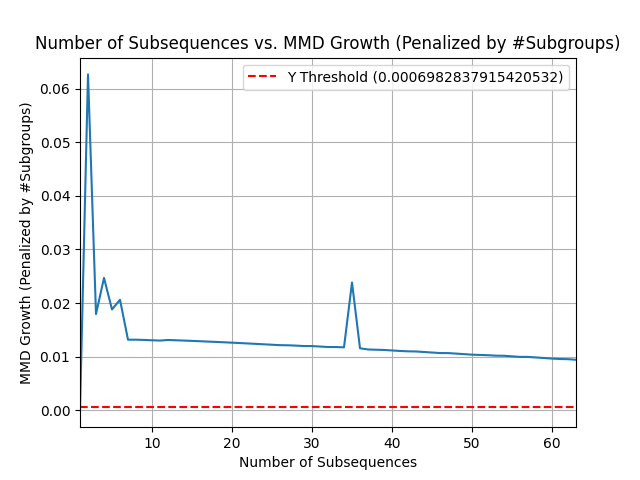 Number of Subsequences vs. MMD Growth (Penalized by #Subgroups)
Y Threshold (0.0006982837915420532)
MMD Growth (Penalized by #Subgroups)
0.06
0.05
0.04
0.03
0.02
0.01
0.00
10 20 30 40 50 60
Number of Subsequences